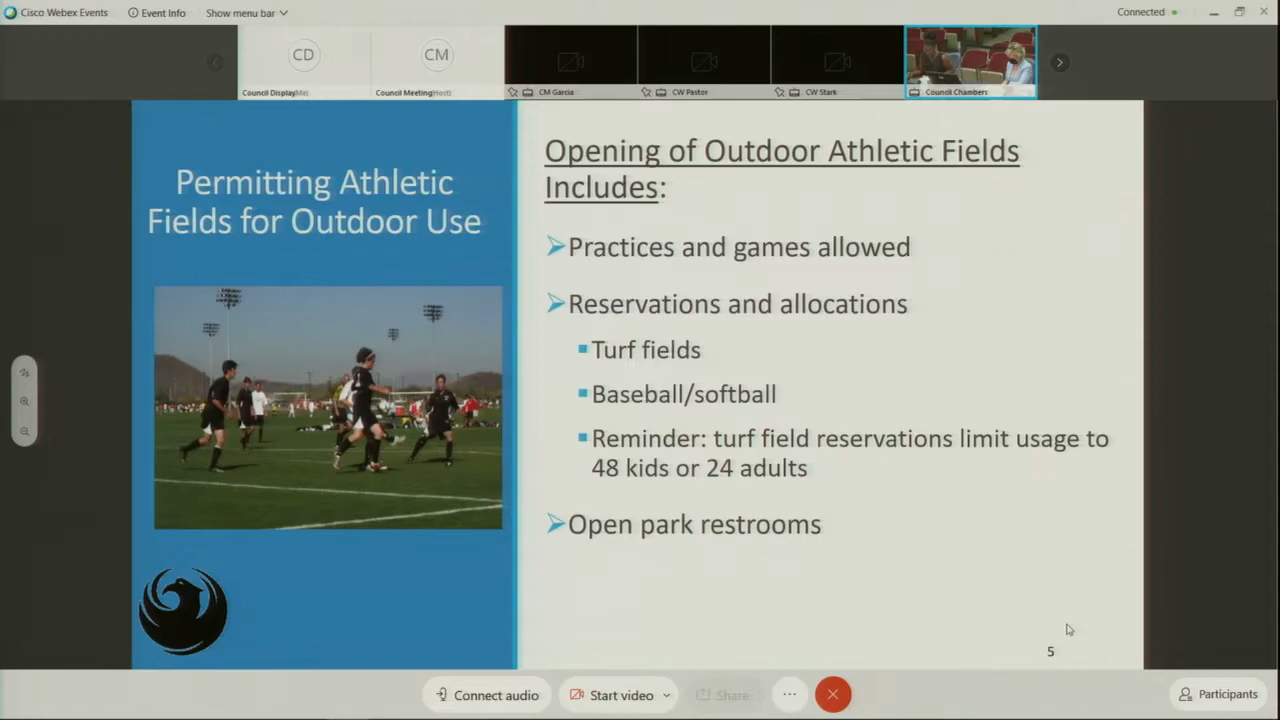 Cisco Webex Events
Event Info
Show menu bar
Connected
CD
CM
Council Display(Me)
Council Meeting(Host)
CM Garcia
CW Pastor
CW Stark
Council Chambers
Permitting Athletic
Fields for Outdoor Use
Opening of Outdoor Athletic Fields
Includes:
Practices and games allowed
Reservations and allocations
Turf fields
Baseball/softball
Reminder: turf field reservations limit usage to
48 kids or 24 adults
Open park restrooms
5
Connect audio
Start video
Share
Participants